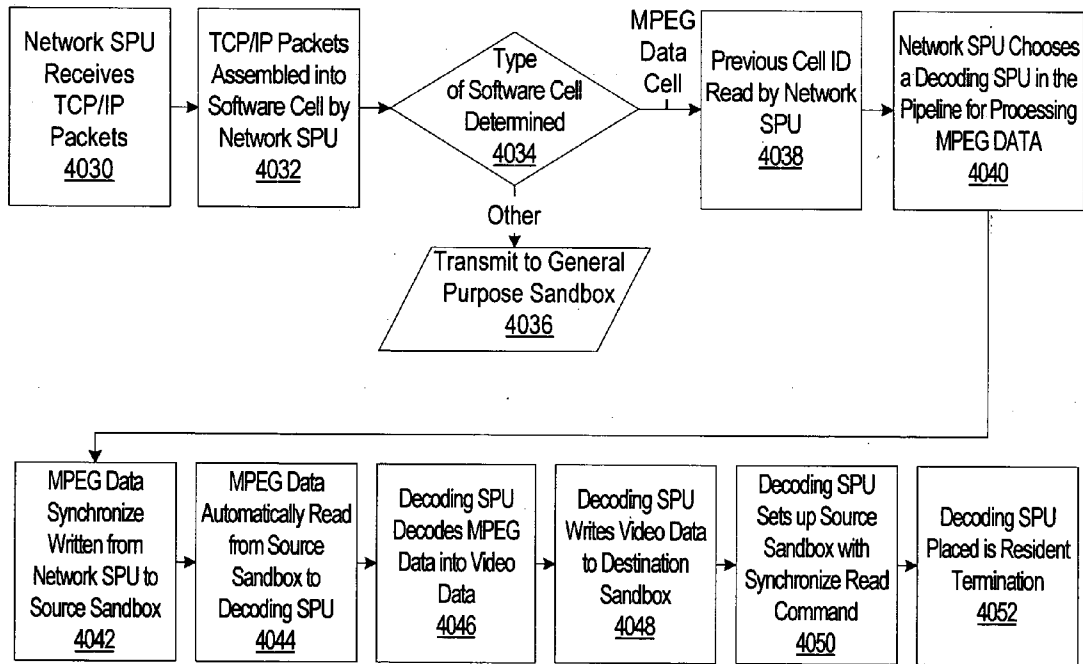 Network SPU
Receives
TCP/IP
Packets
4030
TCP/IP Packets
Assembled into
Software Cell by
Network SPU
4032
Type
of Software Cell
Determined
4034
MPEG
Data
Cell
Previous Cell ID
Read by Network
SPU
4038
Network SPU Chooses
a Decoding SPU in the
Pipeline for Processing
MPEG DATA
4040
Other
Transmit to General
Purpose Sandbox
4036
MPEG Data
Synchronize
Written from
Network SPU to
Source Sandbox
4042
MPEG Data
Automatically Read
from Source
Sandbox to
Decoding SPU
4044
Decoding SPU
Decodes MPEG
Data into Video
Data
4046
Decoding SPU
Writes Video Data
to Destination
Sandbox
4048
Decoding SPU
Sets up Source
Sandbox with
Synchronize Read
Command
4050
Decoding SPU
Placed is Resident
Termination
4052